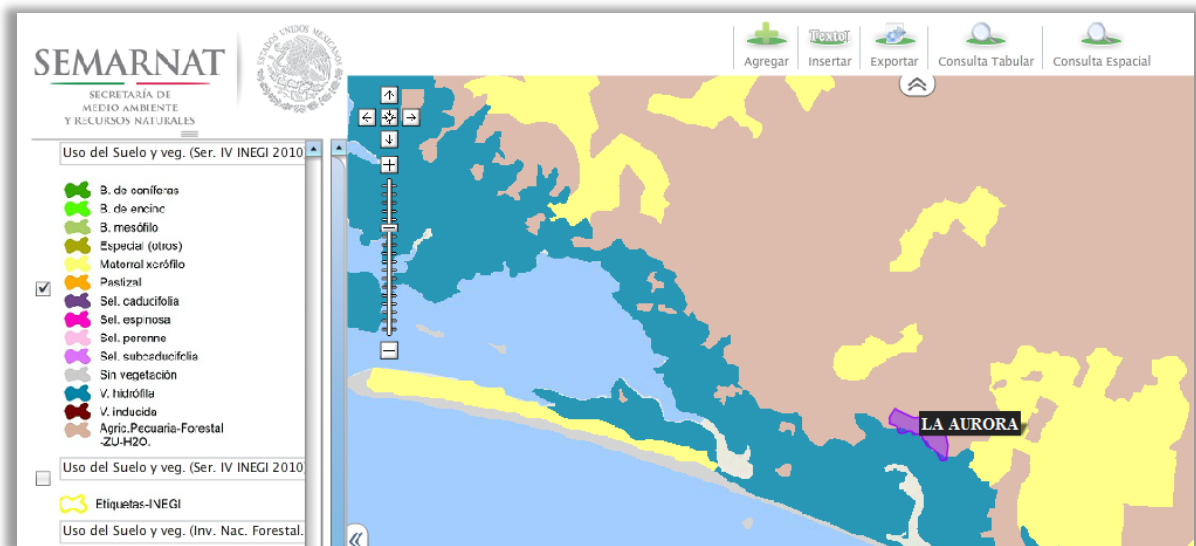 SEMARNAT
SECRETARÍA DE
MEDIO AMBIENTE
Y RECURSOS NATURALES
ESTADOS UNIDOS MEXICANOS
Agregar
Texto
Insertar
Exportar
Consulta Tabular
Consulta Espacial
Uso del Suelo y veg. (Ser. IV INEGI 2010)
B. de coníferas
B. de encino
B. mesófilo
Especial (otros)
Matorral xerófilo
Pastizal
Sel. caducifolia
Sel. espinosa
Sel. perenne
Sel. subcaducifolia
Sin vegetación
V. hidrófila
V. inducida
Agric.Pecuaria-Forestal
-ZU-H2O.
Uso del Suelo y veg. (Ser. IV INEGI 2010)
Etiquetas-INEGI
Uso del Suelo y veg. (Inv. Nac. Forestal.
LA AURORA